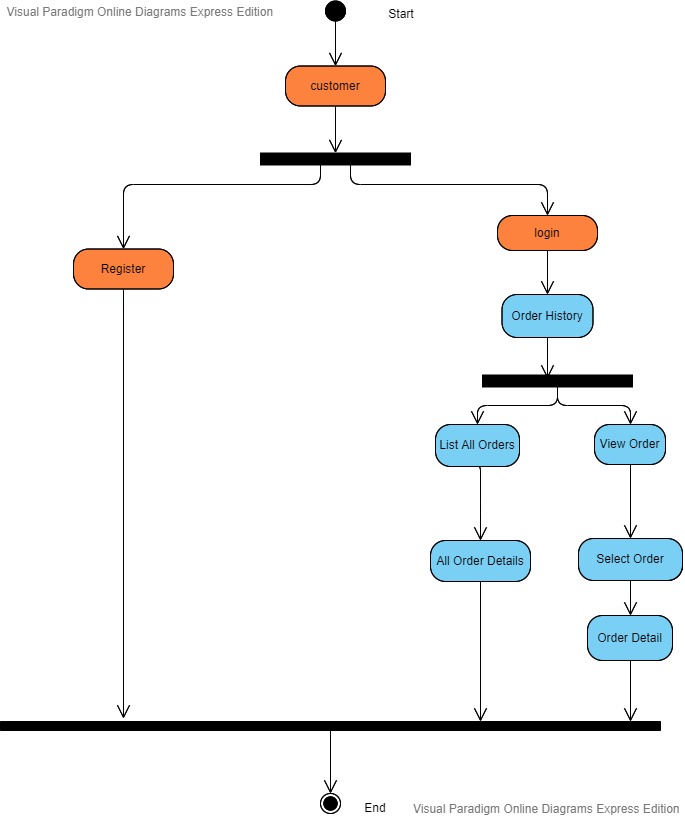 Visual Paradigm Online Diagrams Express Edition
Start
customer
Register
login
Order History
List All Orders
View Order
All Order Details
Select Order
Order Detail
End
Visual Paradigm Online Diagrams Express Edition